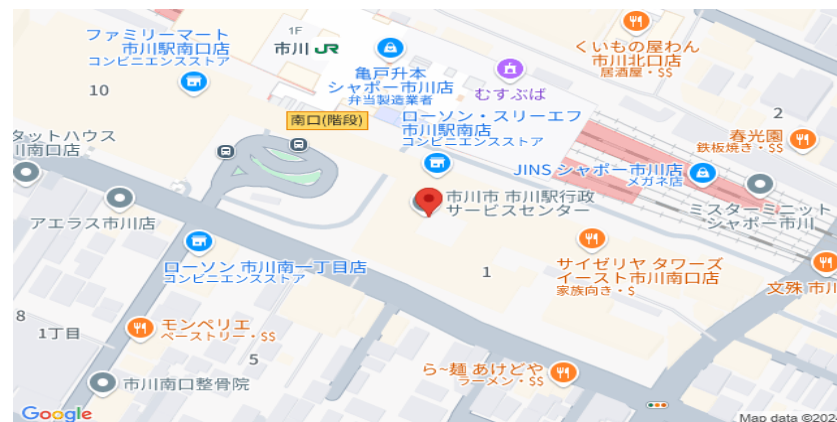 ファミリーマート
市川駅南口店
コンビニエンスストア
1F
市川 JR
亀戸升本
シャポー市川店
弁当製造業者
むすぶば
くいもの屋わん
市川北口店
居酒屋・$$
10
南口(階段)
ローソン・スリーエフ
市川駅南店
コンビニエンスストア
2
春光園
鉄板焼き・$$
タットハウス
川南口店
JINS シャポー市川店
メガネ店
アエラス市川店
市川市 市川駅行政
サービスセンター
ミスターミニット
シャポー市川
ローソン 市川南一丁目店
コンビニエンスストア
1
サイゼリヤ タワーズ
イースト市川南口店
家族向き・$
文殊 市川
8
1丁目
モンペリエ
ペーストリー・$$
5
市川南口整骨院
ら~麺 あけどや
ラーメン・$$
Google
Map data ©2024